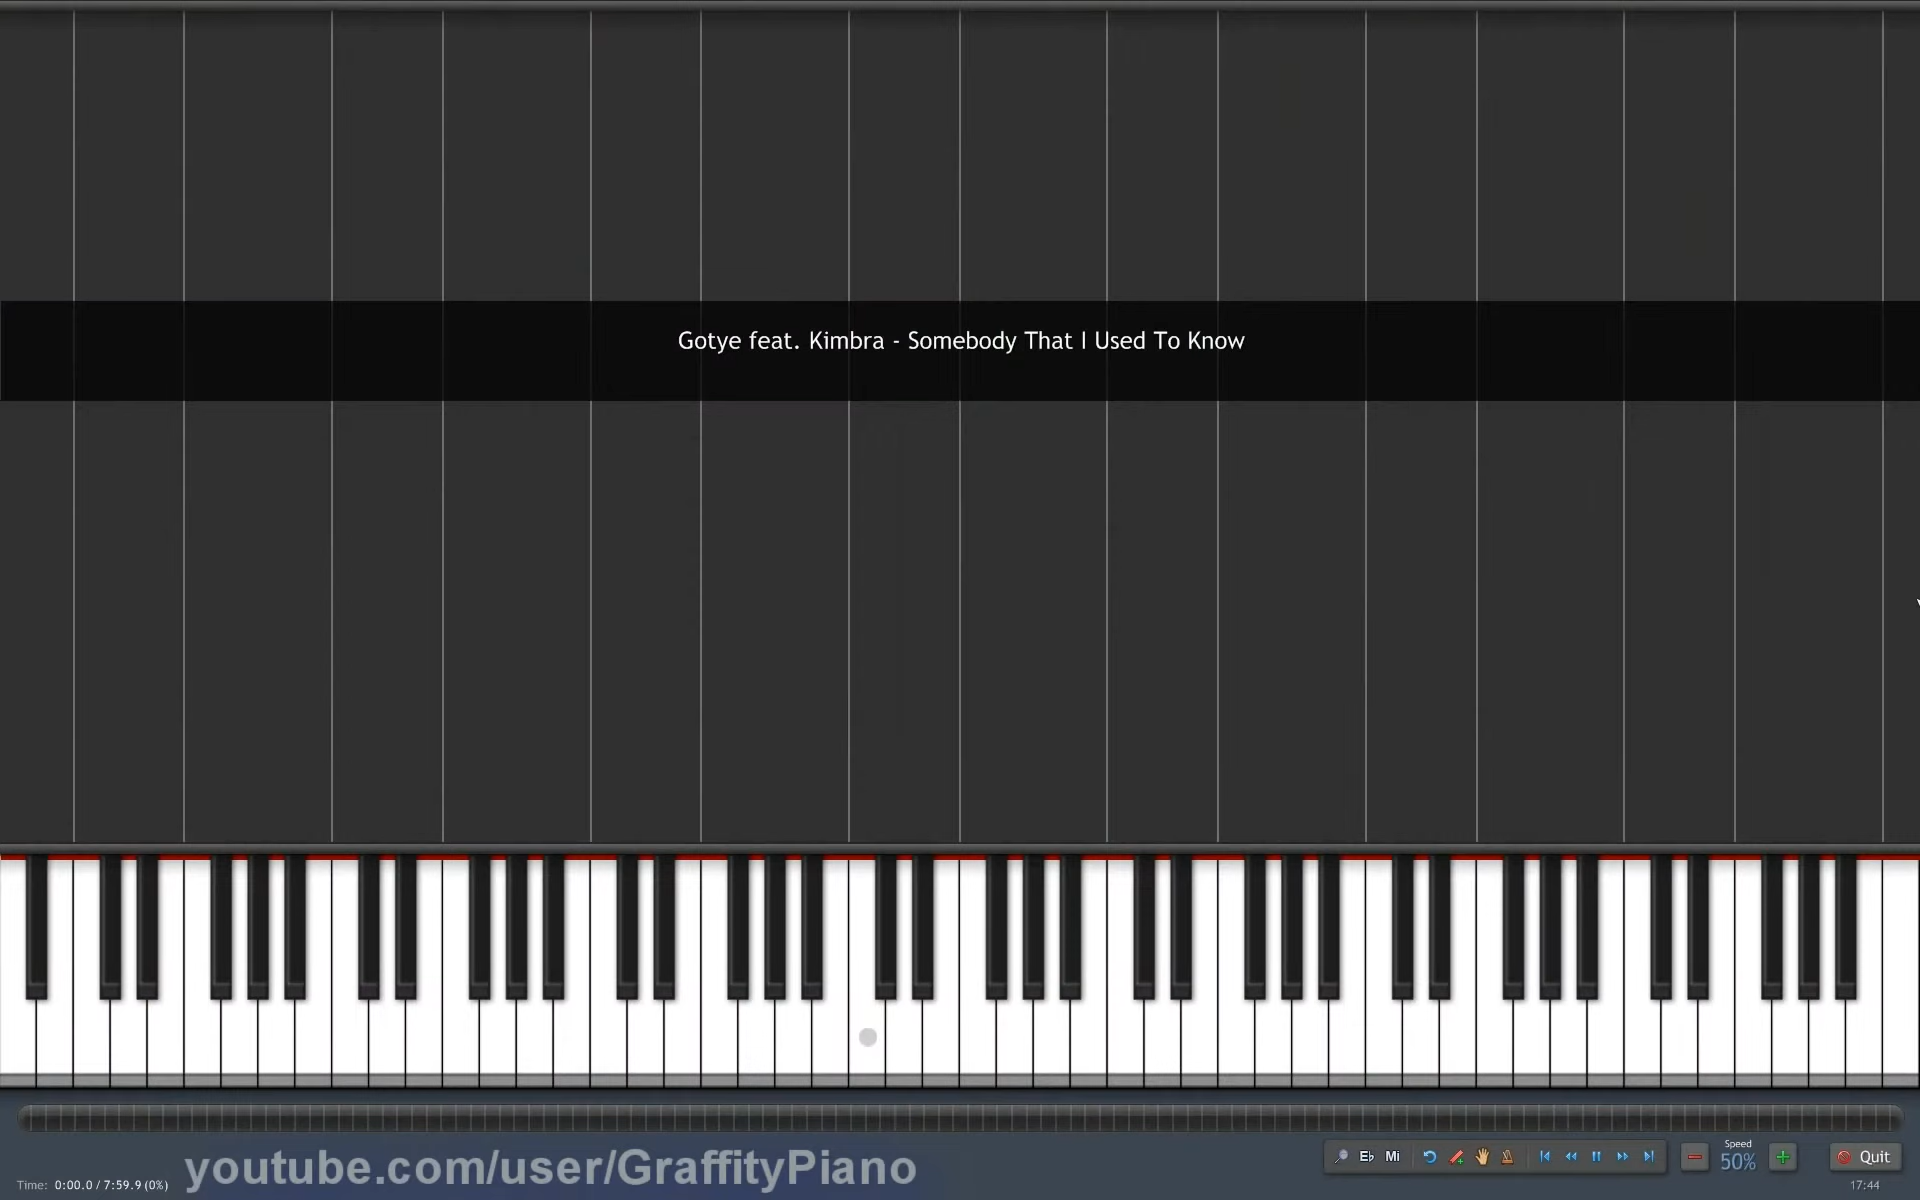 Gotye feat. Kimbra - Somebody That I Used To Know
E♭ Mi
Speed
50%
Quit
youtube.com/user/GraffityPiano
Time: 0:00.0 / 7:59.9 (0%)
17:44